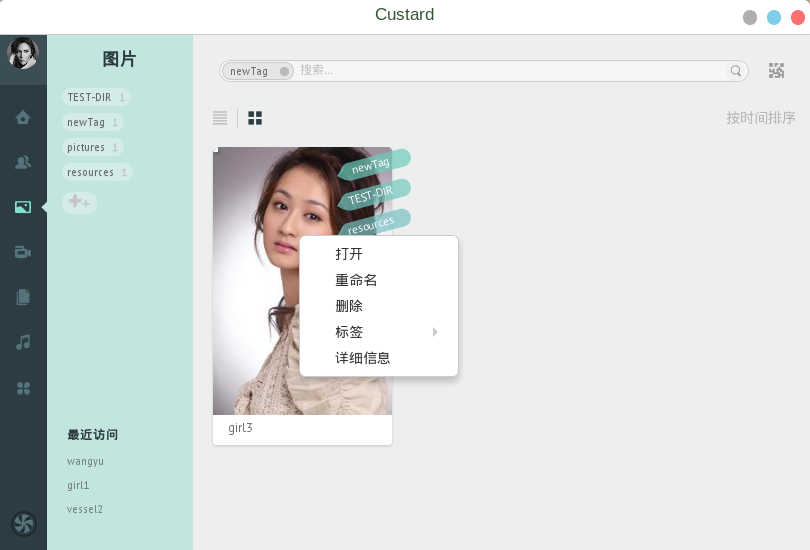 Custard
图片
TEST-DIR 1
newTag 1
pictures 1
resources 1
最近访问
wangyu
girl1
vessel2
newTag 搜索...
按时间排序
newTag
TEST-DIR
resources
打开
重命名
删除
标签
详细信息
girl3